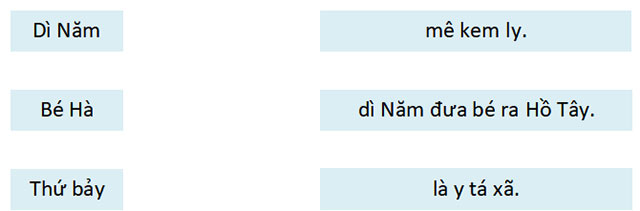 Dì Năm
mê kem ly.
Bé Hà
dì Năm đưa bé ra Hồ Tây.
Thứ bảy
là y tá xã.